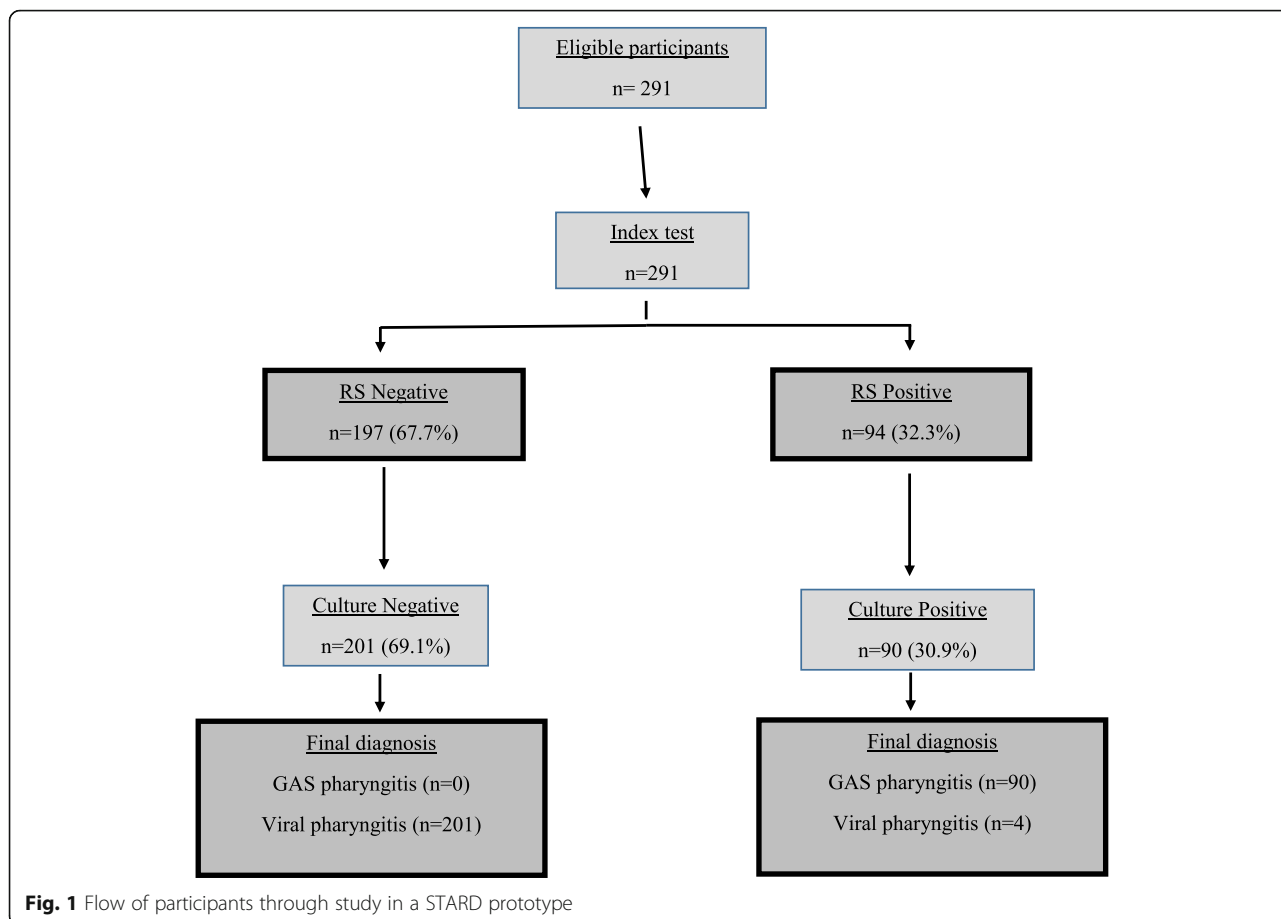 Eligible participants
n= 291
Index test
n=291
RS Negative
n=197 (67.7%)
RS Positive
n=94 (32.3%)
Culture Negative
n=201 (69.1%)
Culture Positive
n=90 (30.9%)
Final diagnosis
GAS pharyngitis (n=0)
Viral pharyngitis (n=201)
Final diagnosis
GAS pharyngitis (n=90)
Viral pharyngitis (n=4)
Fig. 1 Flow of participants through study in a STARD prototype